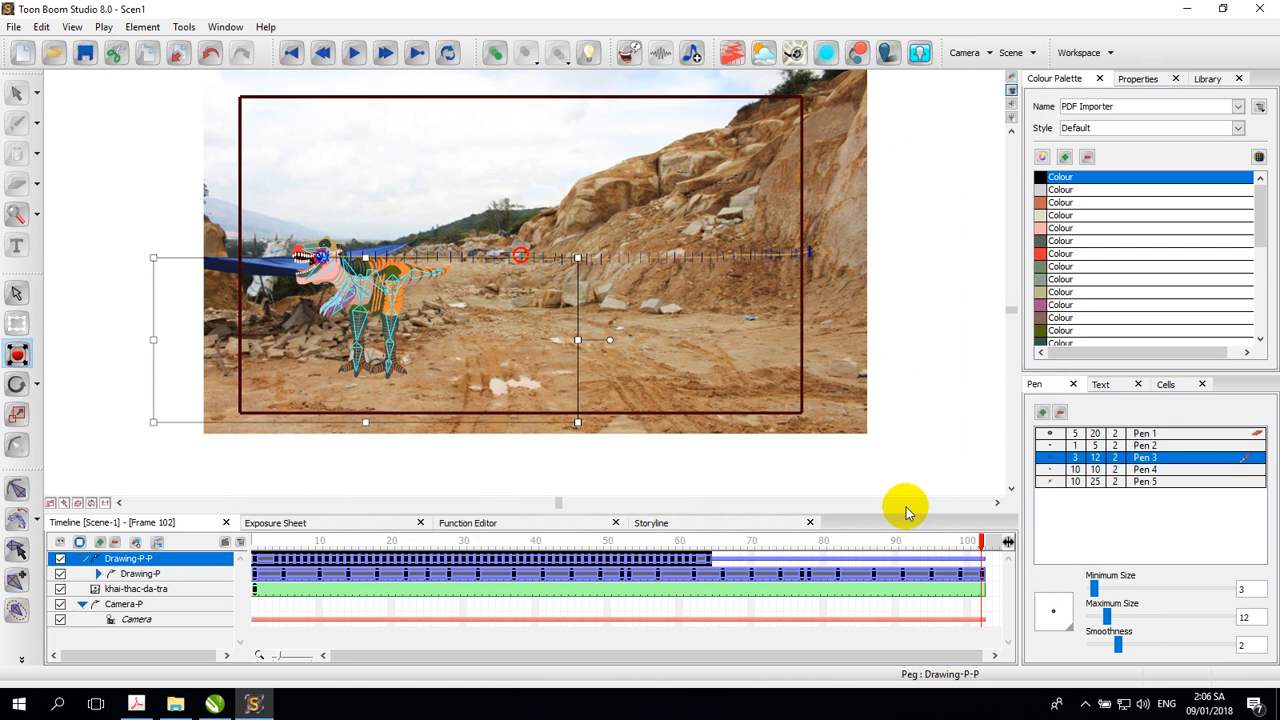 Toon Boom Studio 8.0 - Scen1
File Edit View Play Element Tools Window Help
Camera Scene Workspace
Colour Palette Properties Library
Name PDF Importer
Style Default
Colour
Colour
Colour
Colour
Colour
Colour
Colour
Colour
Colour
Colour
Colour
Colour
Colour
Colour
Pen Text Cells
5 20 2 Pen 1
1 5 2 Pen 2
3 12 2 Pen 3
10 10 2 Pen 4
10 25 2 Pen 5
Minimum Size
3
Maximum Size
12
Smoothness
2
Timeline [Scene-1] - [Frame 102] Exposure Sheet Function Editor Storyline
10 20 30 40 50 60 70 80 90 100
Drawing-P-P
Drawing-P
khai-thac-da-tra
Camera-P
Camera
Peg : Drawing-P-P
ENG
2:06 SA
09/01/2018